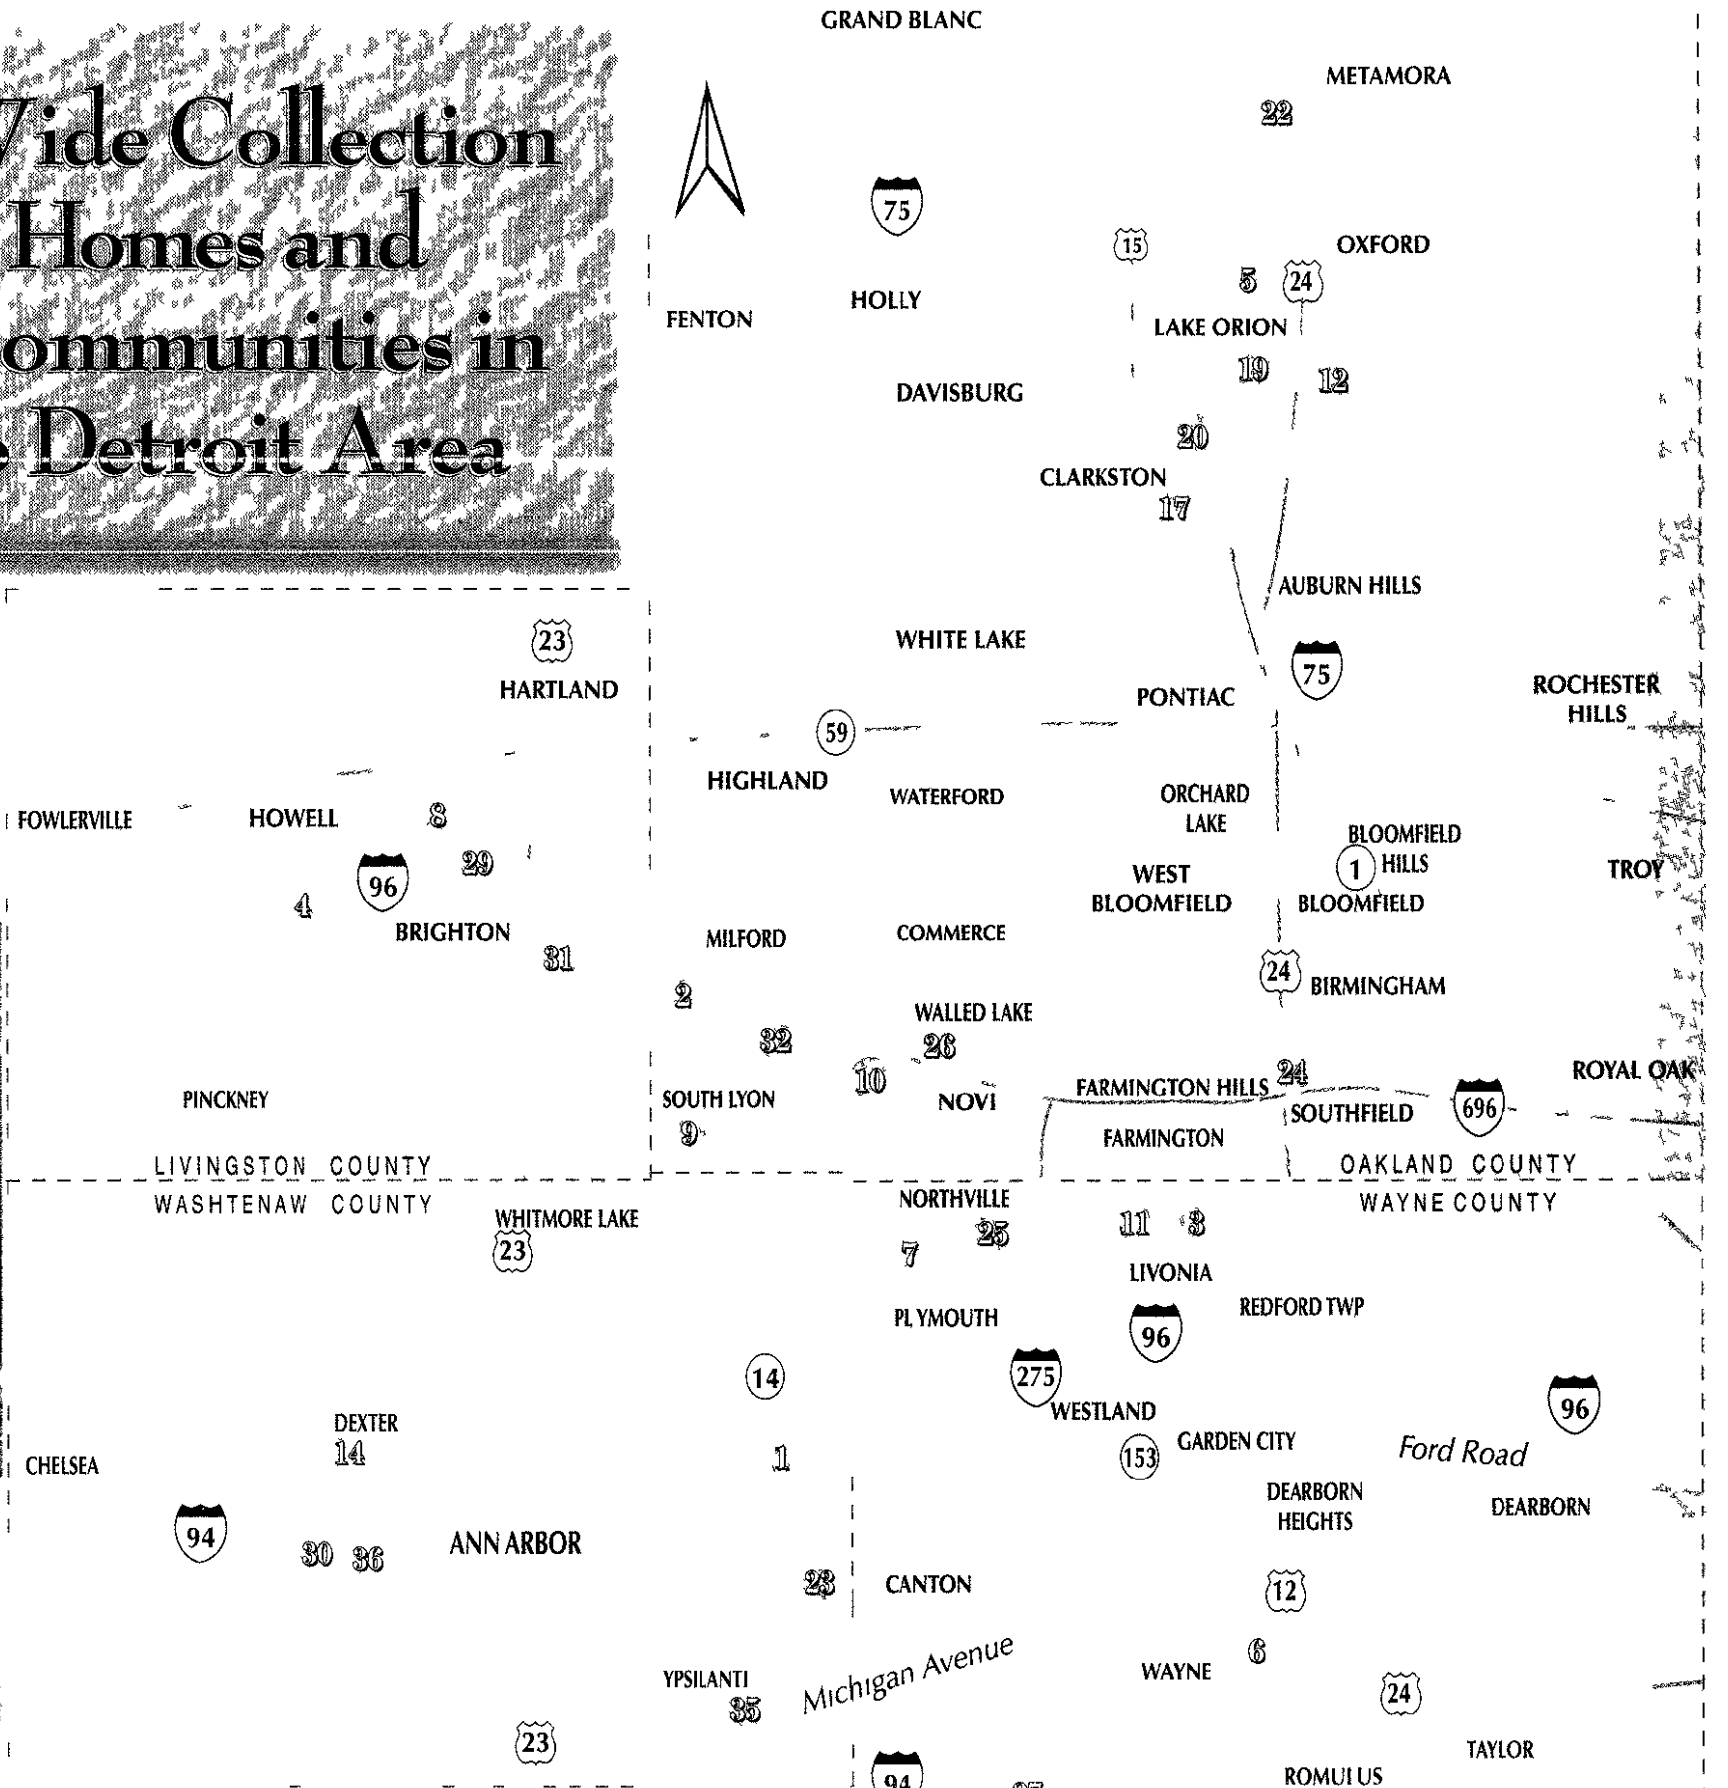 GRAND BLANC
METAMORA
22
Wide Collection
Homes and
ommunities in
Detroit Area
75
15
OXFORD
5
24
HOLLY
FENTON
LAKE ORION
19
12
DAVISBURG
20
CLARKSTON
17
AUBURN HILLS
23
WHITE LAKE
75
HARTLAND
PONTIAC
ROCHESTER
HILLS
59
HIGHLAND
WATERFORD
ORCHARD
LAKE
FOWLERVILLE
HOWELL
8
BLOOMFIELD
HILLS
1
29
96
WEST
BLOOMFIELD
TROY
4
BLOOMFIELD
BRIGHTON
MILFORD
COMMERCE
31
24
BIRMINGHAM
2
WALLED LAKE
32
26
10
24
ROYAL OAK
PINCKNEY
SOUTH LYON
NOVI
FARMINGTON HILLS
SOUTHFIELD
696
9
FARMINGTON
LIVINGSTON COUNTY
OAKLAND COUNTY
WASHTENAW COUNTY
NORTHVILLE
WAYNE COUNTY
WHITMORE LAKE
25
11
3
23
7
LIVONIA
PLYMOUTH
REDFORD TWP
96
14
275
WESTLAND
96
DEXTER
14
1
153
GARDEN CITY
Ford Road
CHELSEA
DEARBORN
HEIGHTS
DEARBORN
94
30
36
ANN ARBOR
23
CANTON
12
Michigan Avenue
6
YPSILANTI
WAYNE
35
24
23
TAYLOR
94
ROMULUS